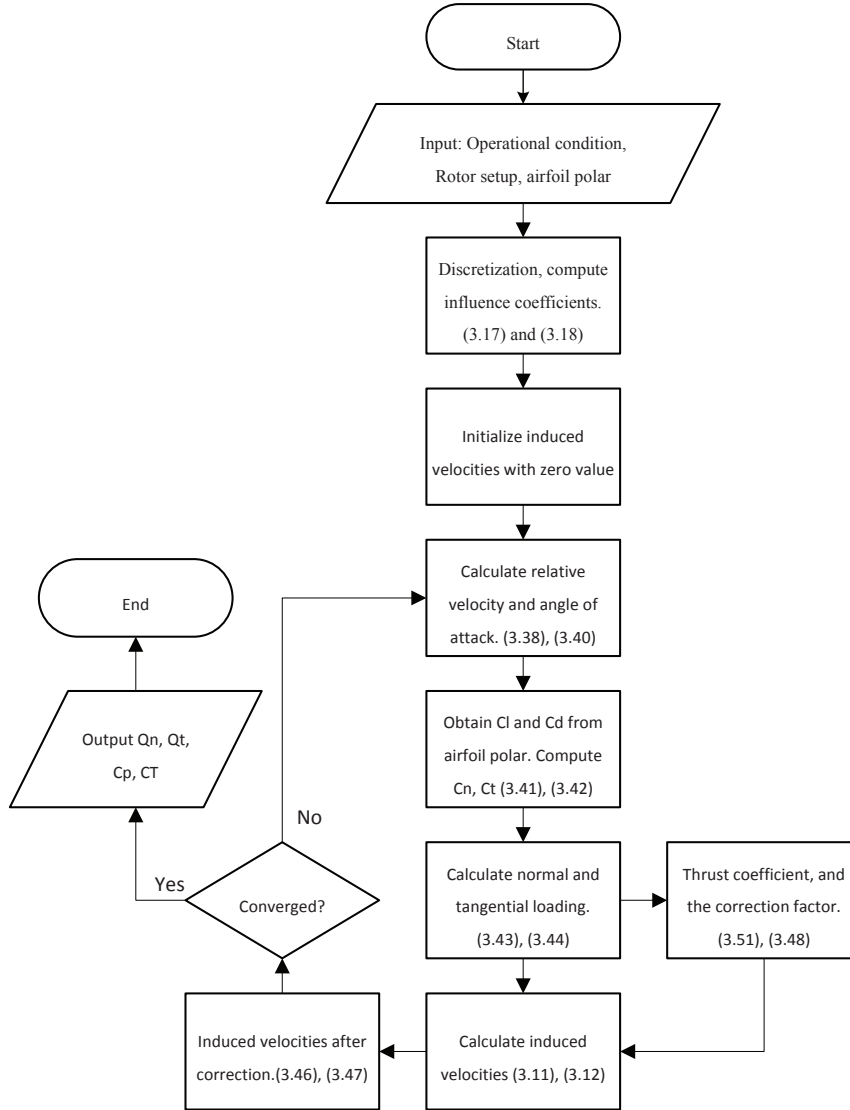 Start
Input: Operational condition,
Rotor setup, airfoil polar
Discretization, compute
influence coefficients.
(3.17) and (3.18)
Initialize induced
velocities with zero value
Calculate relative
velocity and angle of
attack. (3.38), (3.40)
Obtain Cl and Cd from
airfoil polar. Compute
Cn, Ct (3.41), (3.42)
Calculate normal and
tangential loading.
(3.43), (3.44)
Thrust coefficient, and
the correction factor.
(3.51), (3.48)
Calculate induced
velocities (3.11), (3.12)
Induced velocities after
correction.(3.46), (3.47)
Converged?
No
Yes
Output Qn, Qt,
Cp, CT
End